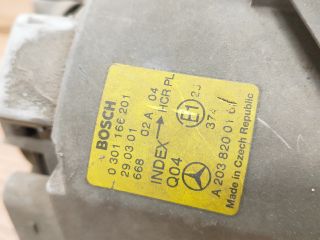 BOSCH
L 0 301 166 201
29 03 01
668 02 A 04
INDEX → HCR PL
E1
Q04
374
A 203 820 01 61
Made in Czech Republic